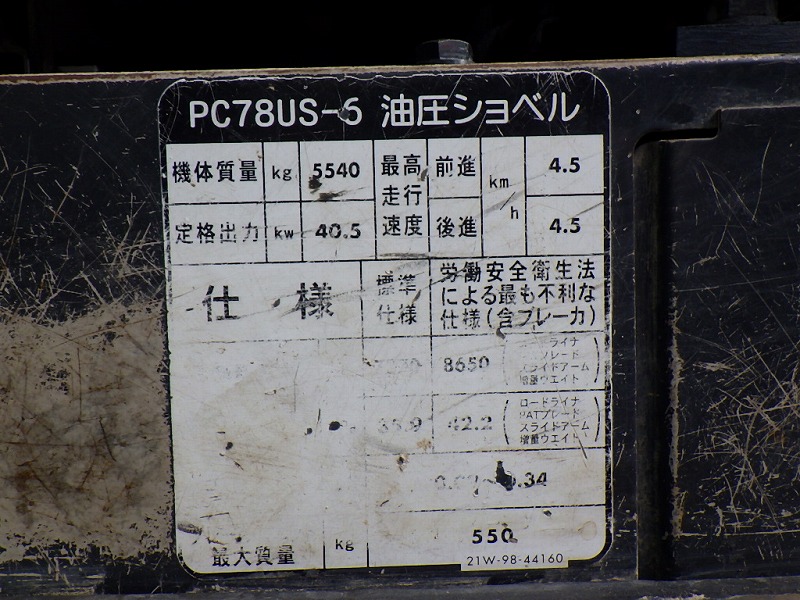 PC78US-6 油圧ショベル
機体質量 kg 5540 最高走行速度 前進 km/h 4.5
定格出力 kw 40.5 後進 4.5
仕様 標準仕様 労働安全衛生法
による最も不利な
仕様(含ブレーカ)
8650 ロードライナ
ブレード
スライドアーム
増量ウエイト
42.2 ロードライナ
PATブレード
スライドアーム
増量ウエイト
最大質量 kg 550
21W-98-44160